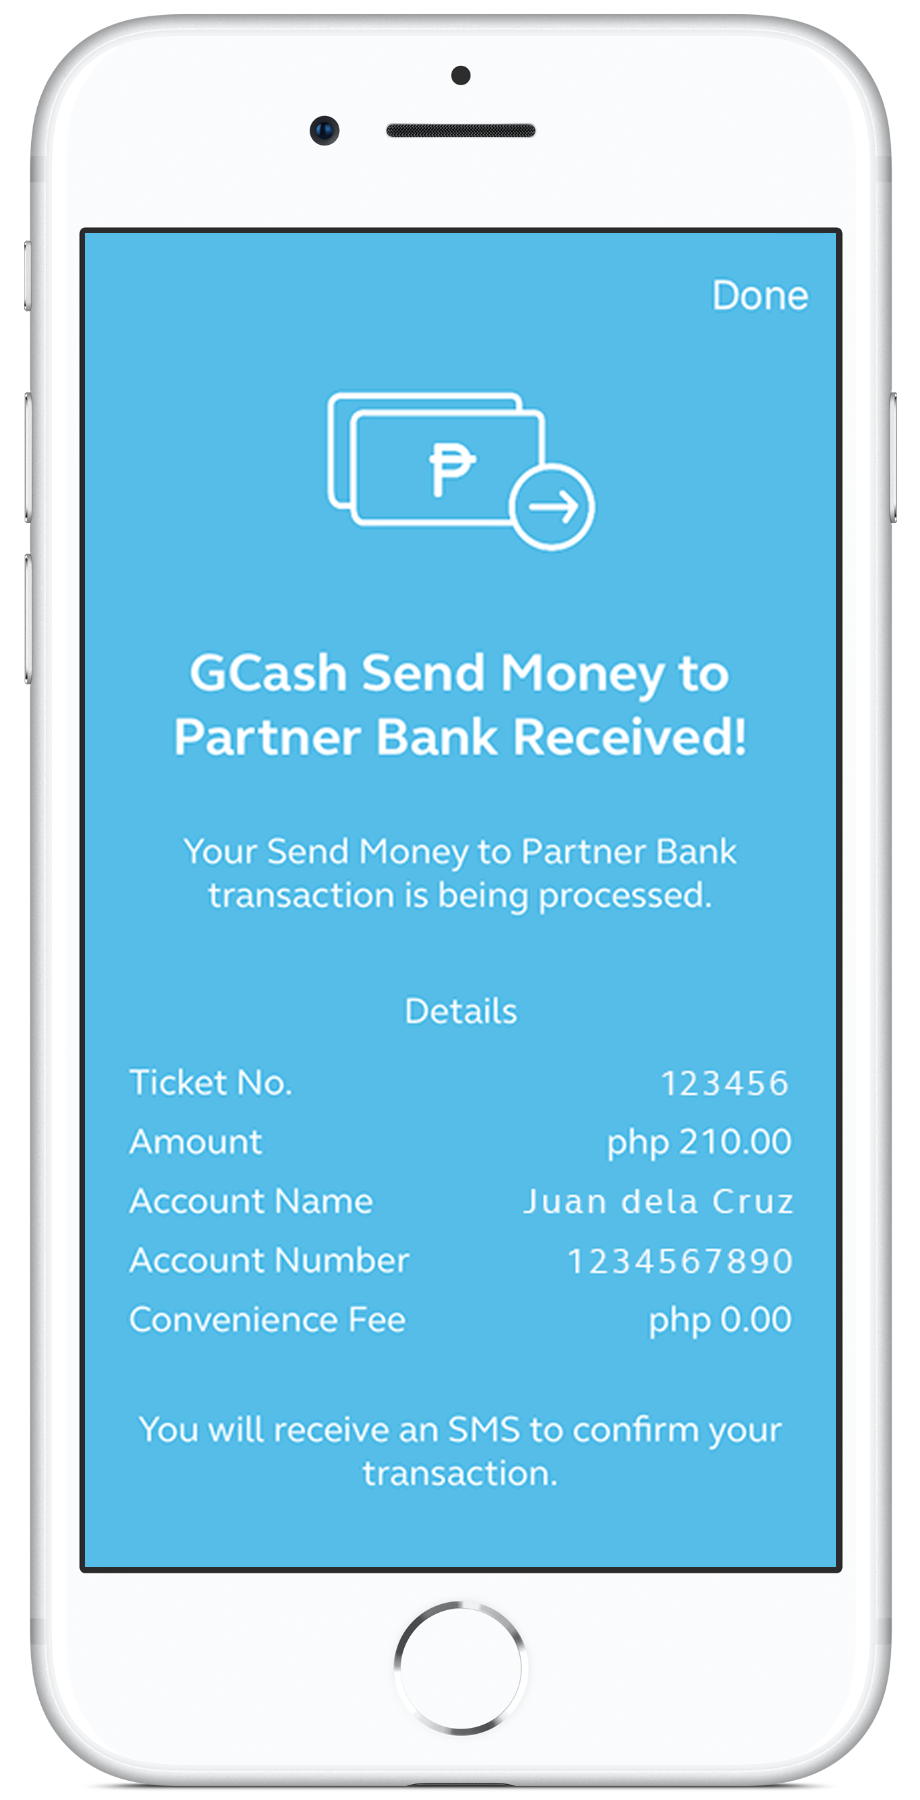 Done
₱
GCash Send Money to
Partner Bank Received!
Your Send Money to Partner Bank
transaction is being processed.
Details
Ticket No. 123456
Amount php 210.00
Account Name Juan dela Cruz
Account Number 1234567890
Convenience Fee php 0.00
You will receive an SMS to confirm your
transaction.